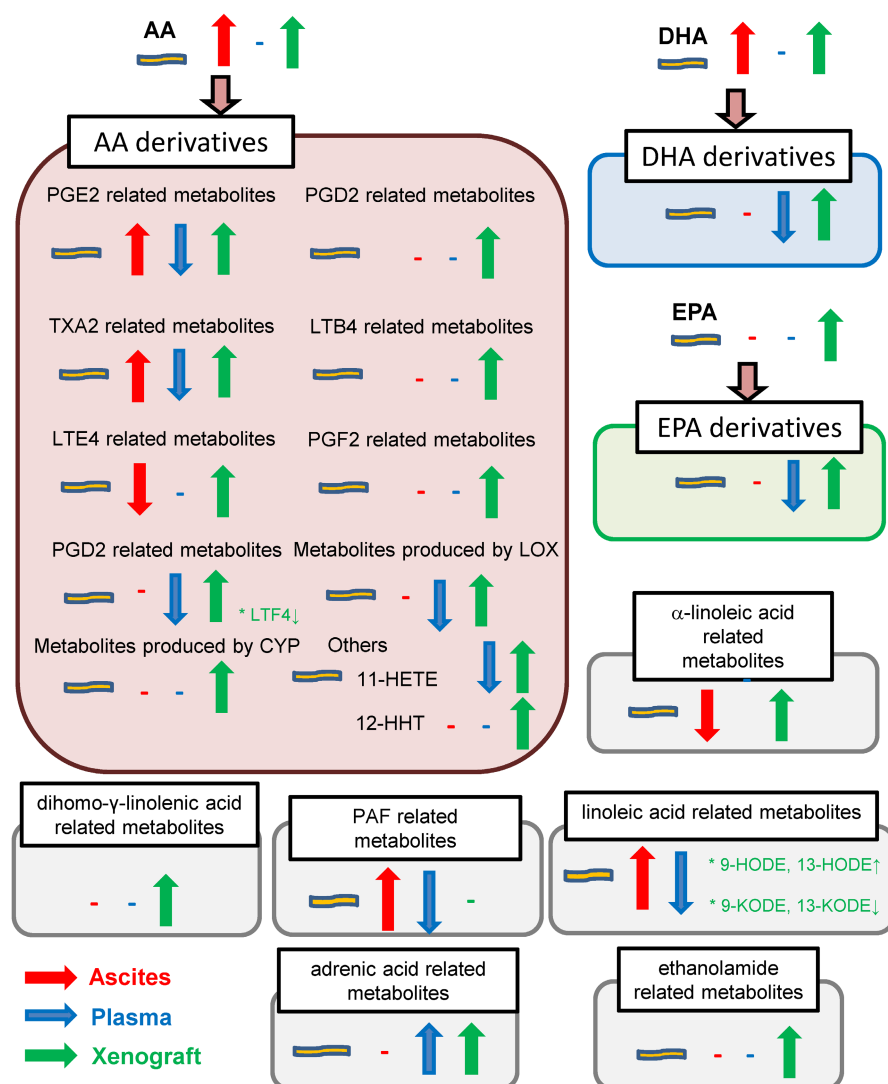 AA
-
DHA
-
AA derivatives
DHA derivatives
PGE2 related metabolites
PGD2 related metabolites
- -
-
TXA2 related metabolites
LTB4 related metabolites
- -
EPA
- -
LTE4 related metabolites
-
PGF2 related metabolites
- -
EPA derivatives
-
PGD2 related metabolites
-
* LTF4↓
Metabolites produced by LOX
-
Metabolites produced by CYP
- -
Others
11-HETE
12-HHT - -
α-linoleic acid
related
metabolites
-
dihomo-γ-linolenic acid
related metabolites
- -
PAF related
metabolites
-
linoleic acid related metabolites
* 9-HODE, 13-HODE↑
* 9-KODE, 13-KODE↓
Ascites
Plasma
Xenograft
adrenic acid related
metabolites
-
ethanolamide
related metabolites
- -